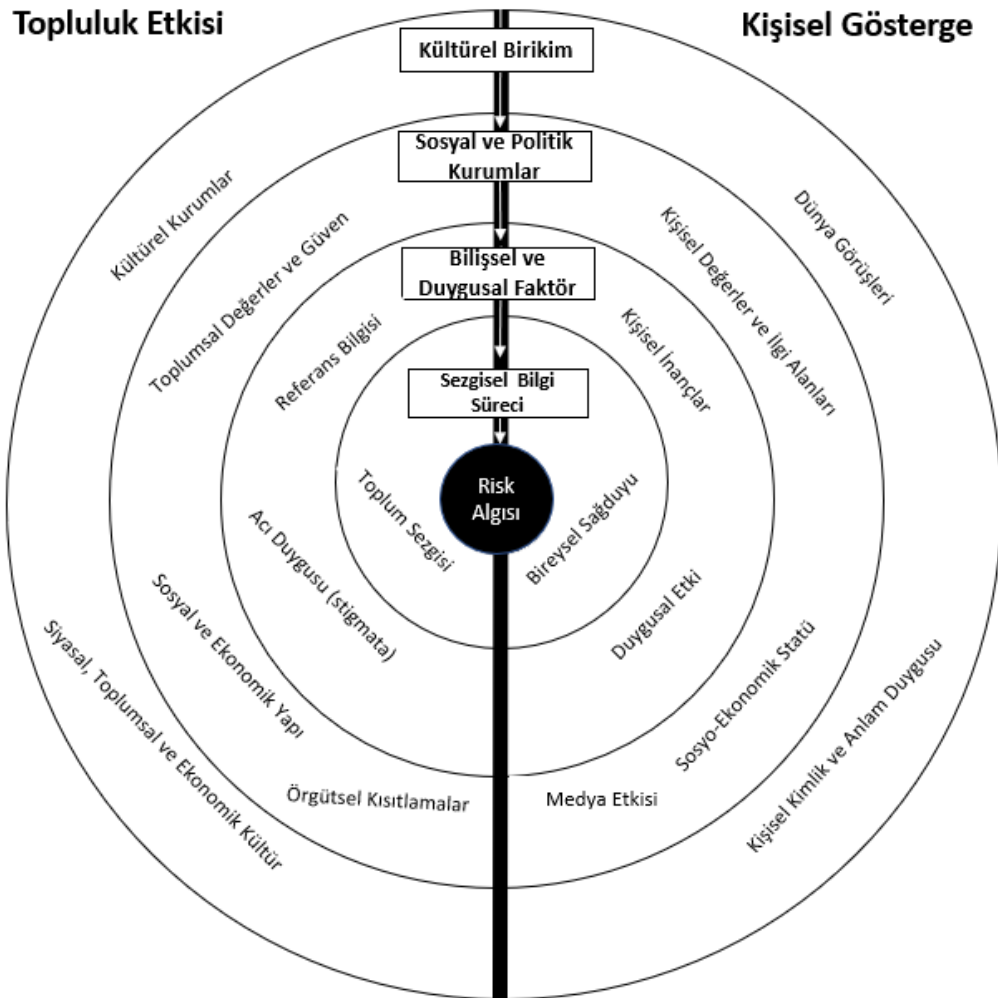 Topluluk Etkisi
Kişisel Gösterge
Kültürel Birikim
Sosyal ve Politik
Kurumlar
Kültürel Kurumlar
Dünya Görüşleri
Toplumsal Değerler ve Güven
Kişisel Değerler ve İlgi Alanları
Bilişsel ve
Duygusal Faktör
Referans Bilgisi
Kişisel İnançlar
Sezgisel Bilgi
Süreci
Risk
Algısı
Toplum Sezgisi
Bireysel Sağduyu
Acı Duygusu (stigmata)
Duygusal Etki
Sosyal ve Ekonomik Yapı
Sosyo-Ekonomik Statü
Siyasal, Toplumsal ve Ekonomik Kültür
Kişisel Kimlik ve Anlam Duygusu
Örgütsel Kısıtlamalar
Medya Etkisi